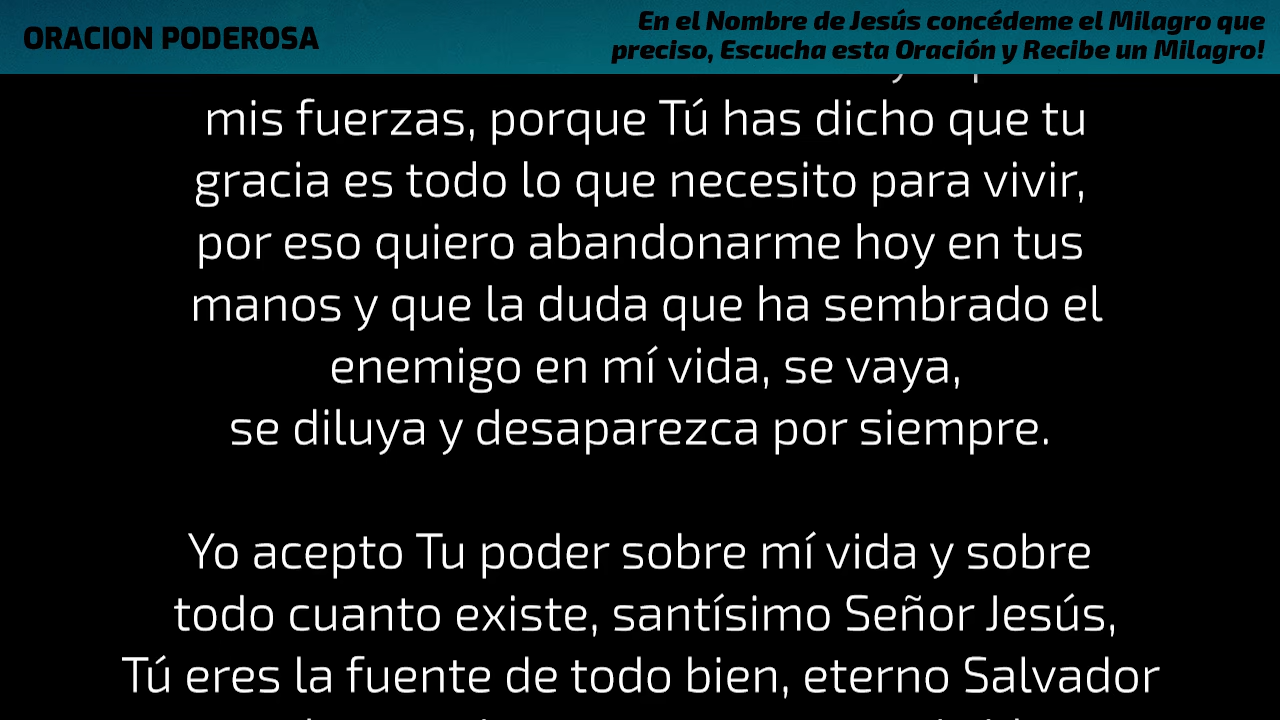 ORACION PODEROSA
En el Nombre de Jesús concédeme el Milagro que
preciso, Escucha esta Oración y Recibe un Milagro!
mis fuerzas, porque Tú has dicho que tu
gracia es todo lo que necesito para vivir,
por eso quiero abandonarme hoy en tus
manos y que la duda que ha sembrado el
enemigo en mí vida, se vaya,
se diluya y desaparezca por siempre.
Yo acepto Tu poder sobre mí vida y sobre
todo cuanto existe, santísimo Señor Jesús,
Tú eres la fuente de todo bien, eterno Salvador